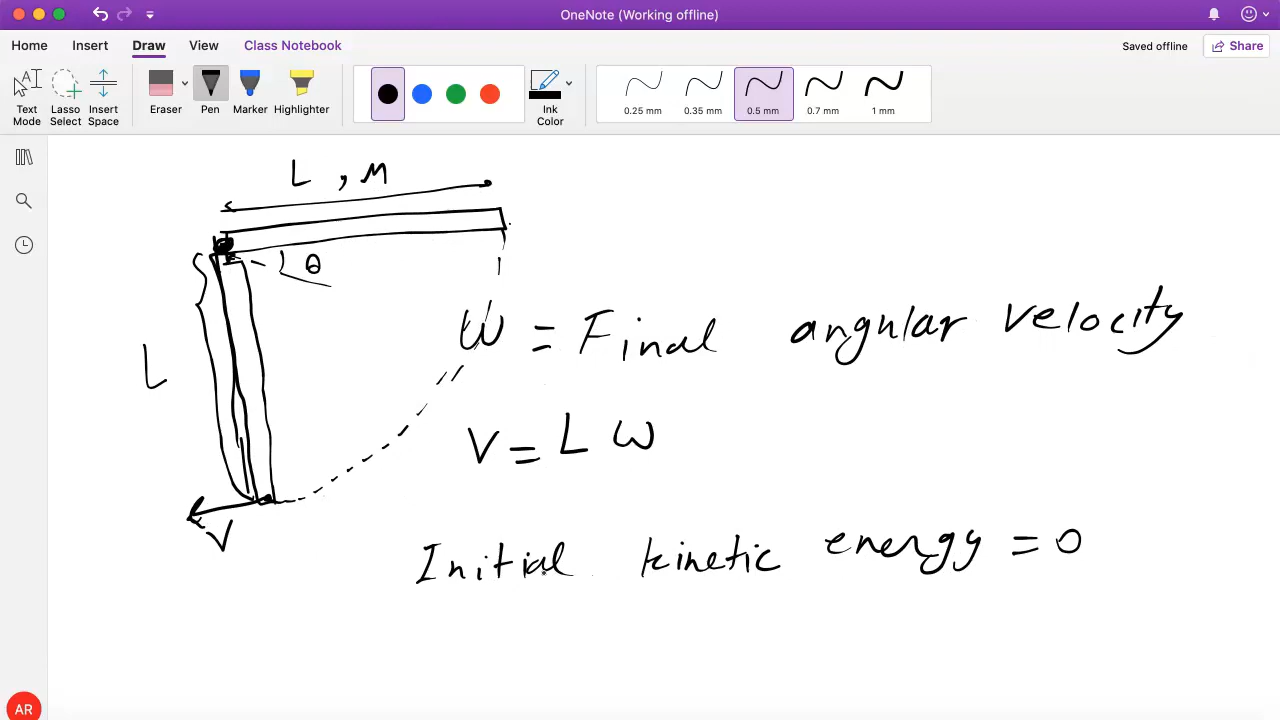 OneNote (Working offline)
Home Insert Draw View Class Notebook
Saved offline
Share
Text Mode
Lasso Select
Insert Space
Eraser
Pen
Marker
Highlighter
Ink Color
0.25 mm
0.35 mm
0.5 mm
0.7 mm
1 mm
L , M
θ
L
ω = Final angular velocity
V = L ω
V
Initial kinetic energy = 0
AR